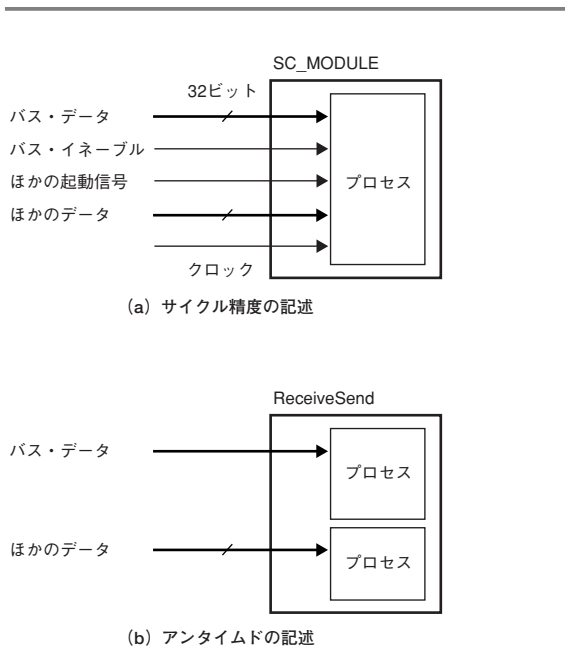 SC_MODULE
32ビット
バス・データ
バス・イネーブル
ほかの起動信号
プロセス
ほかのデータ
クロック
(a) サイクル精度の記述
ReceiveSend
バス・データ
プロセス
ほかのデータ
プロセス
(b) アンタイムドの記述